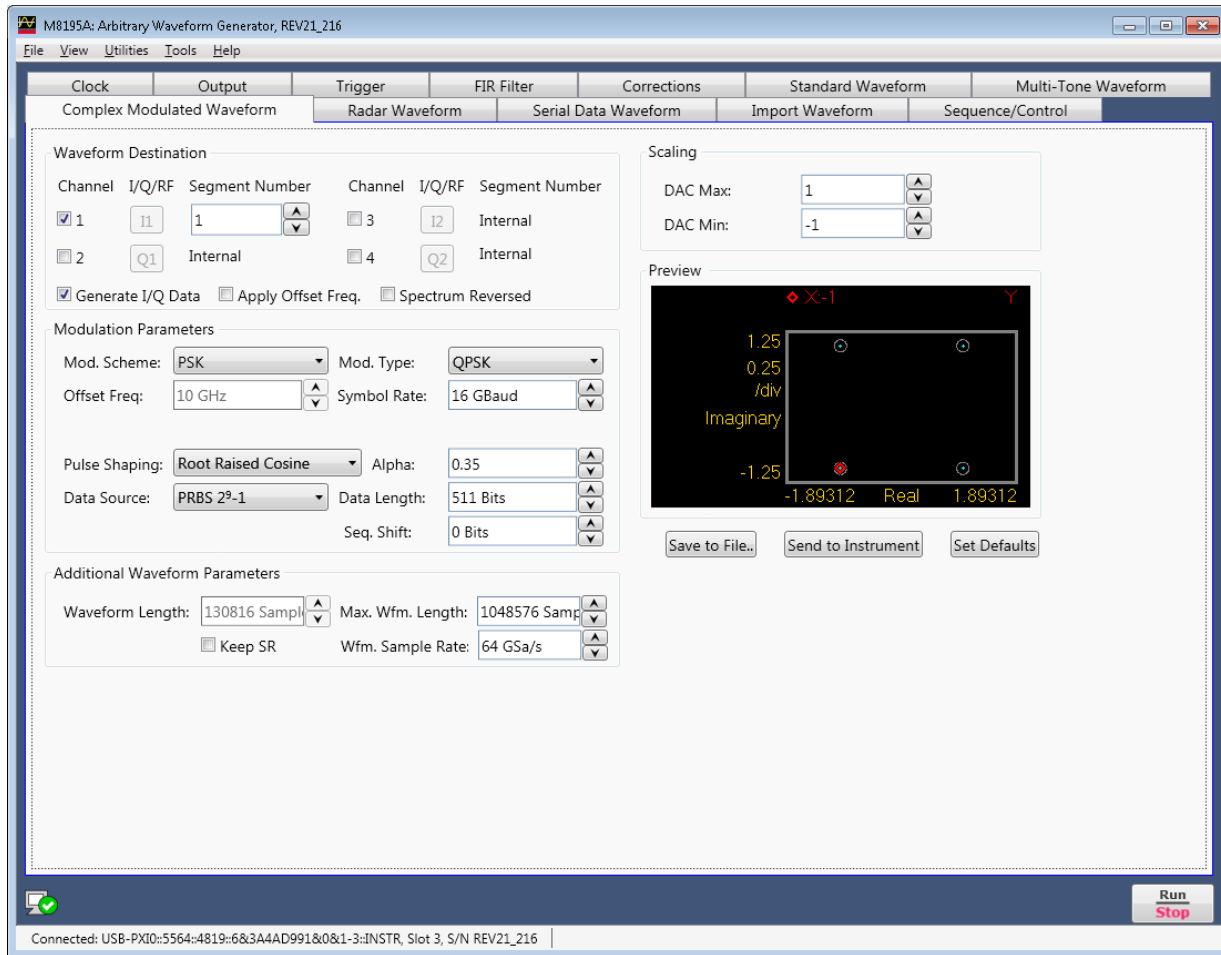 M8195A: Arbitrary Waveform Generator, REV21_216
File View Utilities Tools Help
Clock Output Trigger FIR Filter Corrections Standard Waveform Multi-Tone Waveform
Complex Modulated Waveform Radar Waveform Serial Data Waveform Import Waveform Sequence/Control
Waveform Destination
Channel I/Q/RF Segment Number Channel I/Q/RF Segment Number
1 I1 1 3 I2 Internal
2 Q1 Internal 4 Q2 Internal
Generate I/Q Data Apply Offset Freq. Spectrum Reversed
Modulation Parameters
Mod. Scheme: PSK Mod. Type: QPSK
Offset Freq: 10 GHz Symbol Rate: 16 GBaud
Pulse Shaping: Root Raised Cosine Alpha: 0.35
Data Source: PRBS 2⁹-1 Data Length: 511 Bits
Seq. Shift: 0 Bits
Additional Waveform Parameters
Waveform Length: 130816 Sampl Max. Wfm. Length: 1048576 Samp
Keep SR Wfm. Sample Rate: 64 GSa/s
Scaling
DAC Max: 1
DAC Min: -1
Preview
X:-1 Y
1.25
0.25
/div
Imaginary
-1.25
-1.89312 Real 1.89312
Save to File.. Send to Instrument Set Defaults
Run
Stop
Connected: USB-PXI0::5564::4819::6&3A4AD991&0&1-3::INSTR, Slot 3, S/N REV21_216